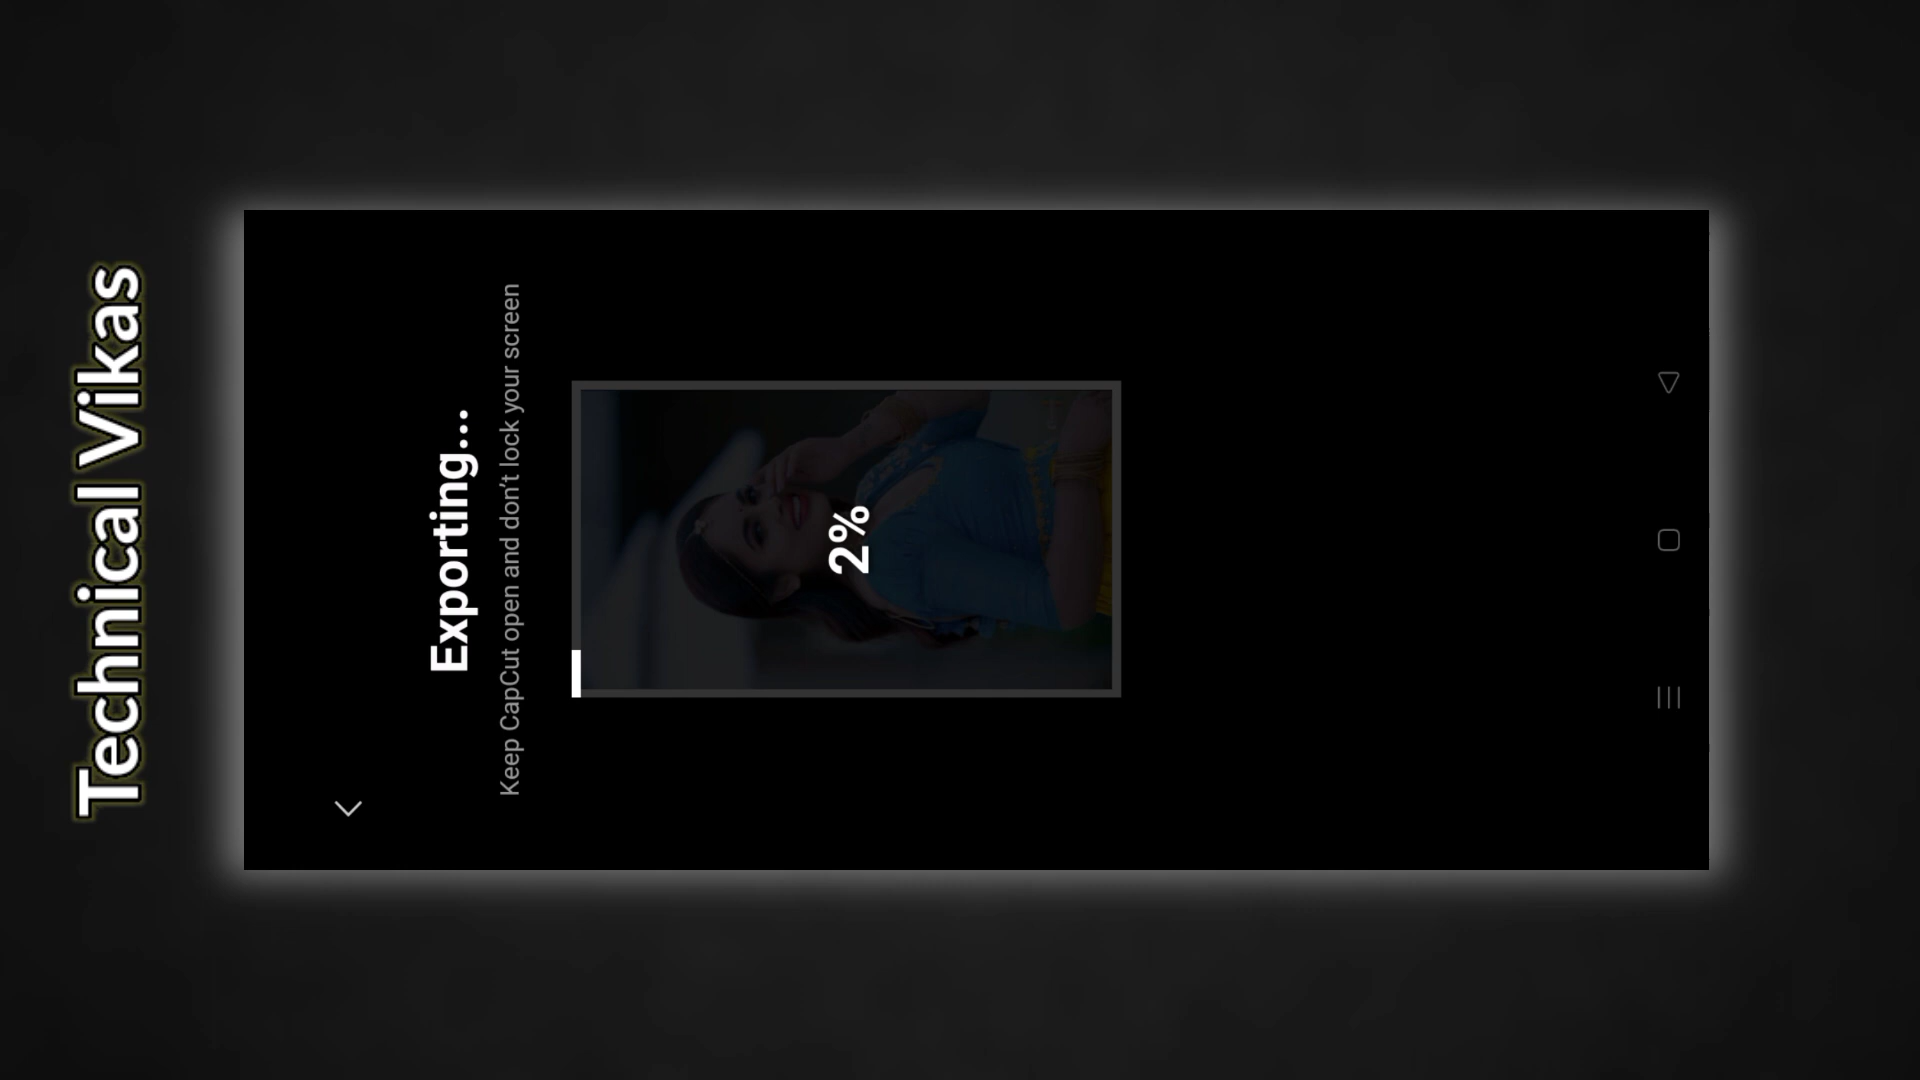 Technical Vikas
Exporting...
Keep CapCut open and don't lock your screen
2%